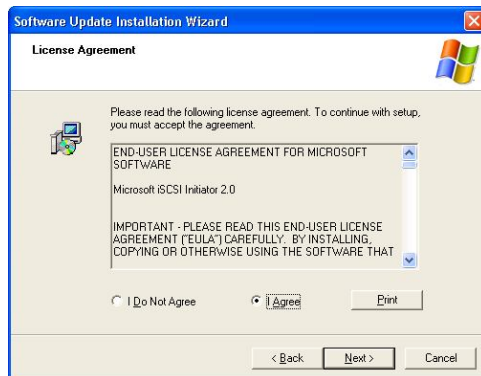 Software Update Installation Wizard
License Agreement
Please read the following license agreement. To continue with setup,
you must accept the agreement.
END-USER LICENSE AGREEMENT FOR MICROSOFT
SOFTWARE
Microsoft iSCSI Initiator 2.0
IMPORTANT - PLEASE READ THIS END-USER LICENSE
AGREEMENT ("EULA") CAREFULLY. BY INSTALLING,
COPYING OR OTHERWISE USING THE SOFTWARE THAT
I Do Not Agree
I Agree
Print
< Back
Next >
Cancel